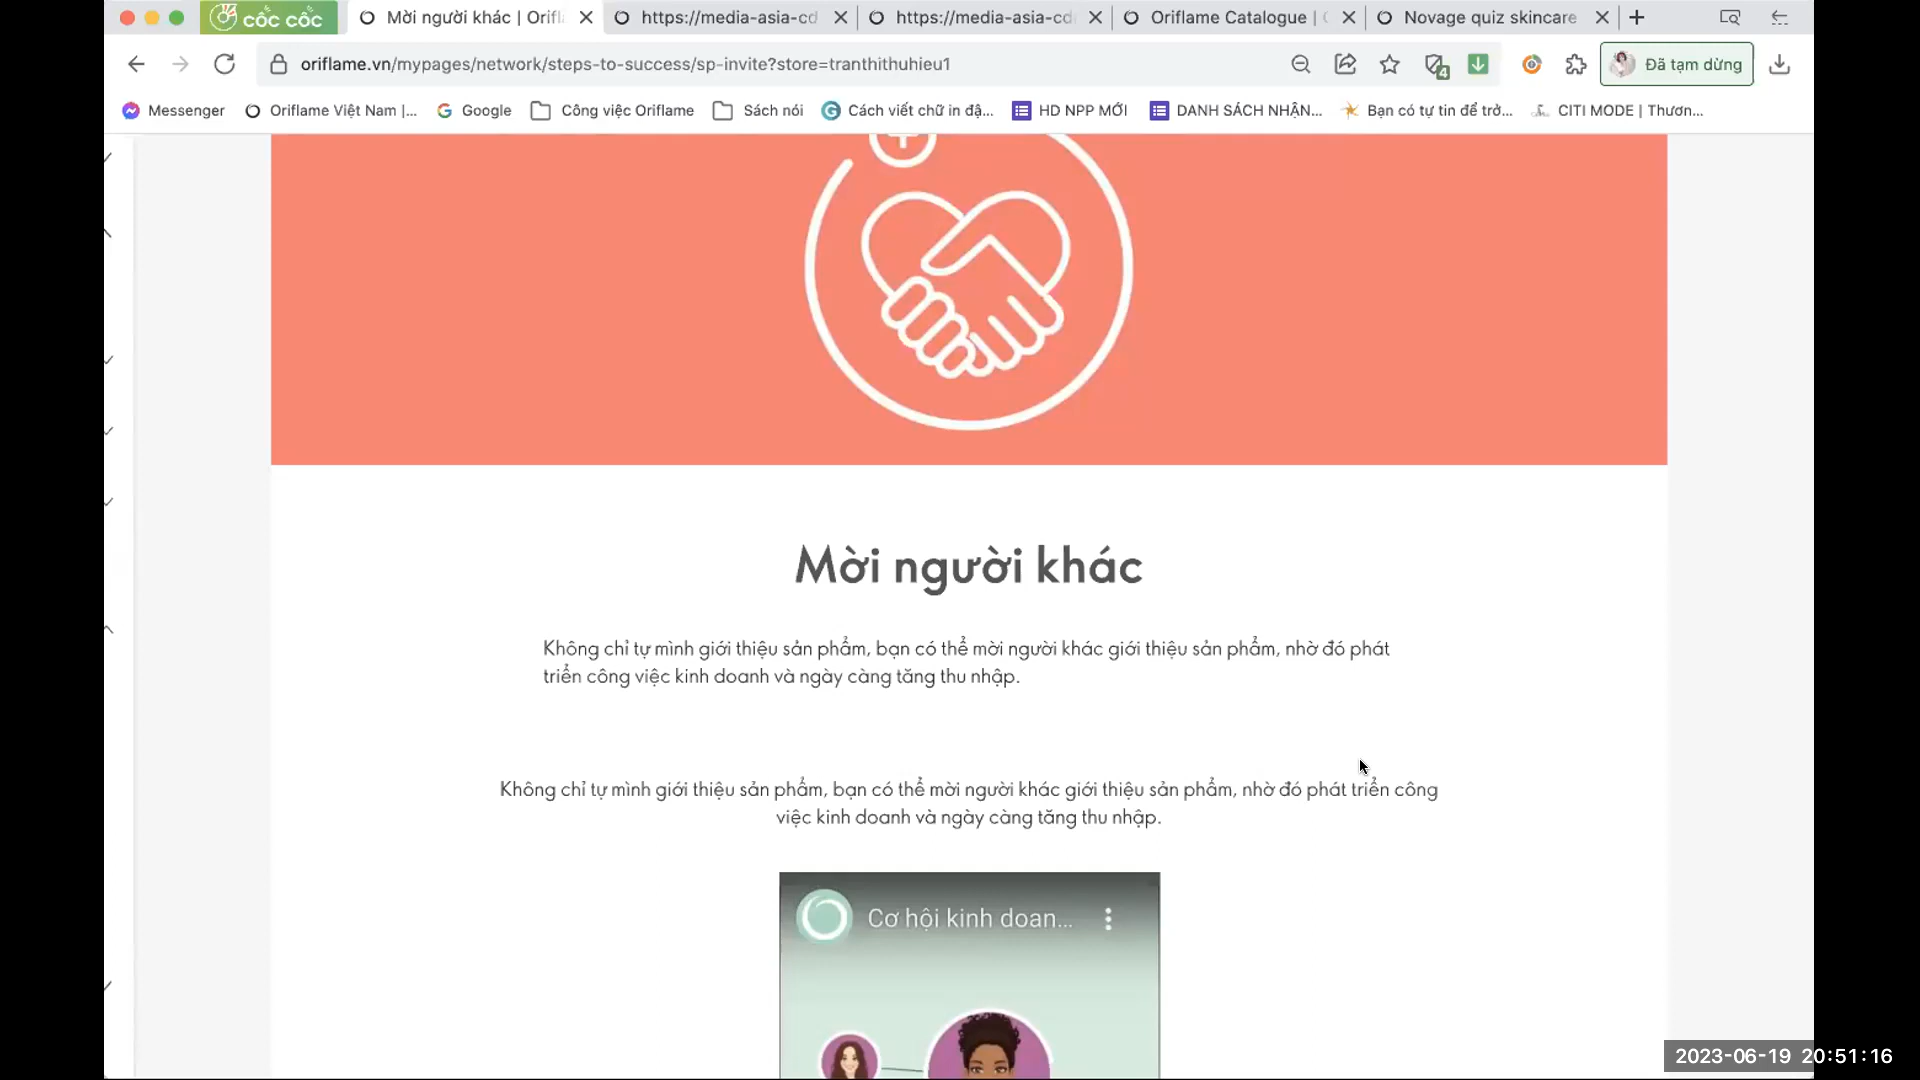 cốc cốc
Mời người khác | Orifl
https://media-asia-cd
https://media-asia-cd
Oriflame Catalogue |
Novage quiz skincare
oriflame.vn/mypages/network/steps-to-success/sp-invite?store=tranthithuhieu1
4
Đã tạm dừng
Messenger
Oriflame Việt Nam |...
Google
Công việc Oriflame
Sách nói
Cách viết chữ in đậ...
HD NPP MỚI
DANH SÁCH NHẬN...
Bạn có tự tin để trở...
CITI MODE | Thươn...
Mời người khác
Không chỉ tự mình giới thiệu sản phẩm, bạn có thể mời người khác giới thiệu sản phẩm, nhờ đó phát
triển công việc kinh doanh và ngày càng tăng thu nhập.
Không chỉ tự mình giới thiệu sản phẩm, bạn có thể mời người khác giới thiệu sản phẩm, nhờ đó phát triển công
việc kinh doanh và ngày càng tăng thu nhập.
Cơ hội kinh doan...
2023-06-19 20:51:16